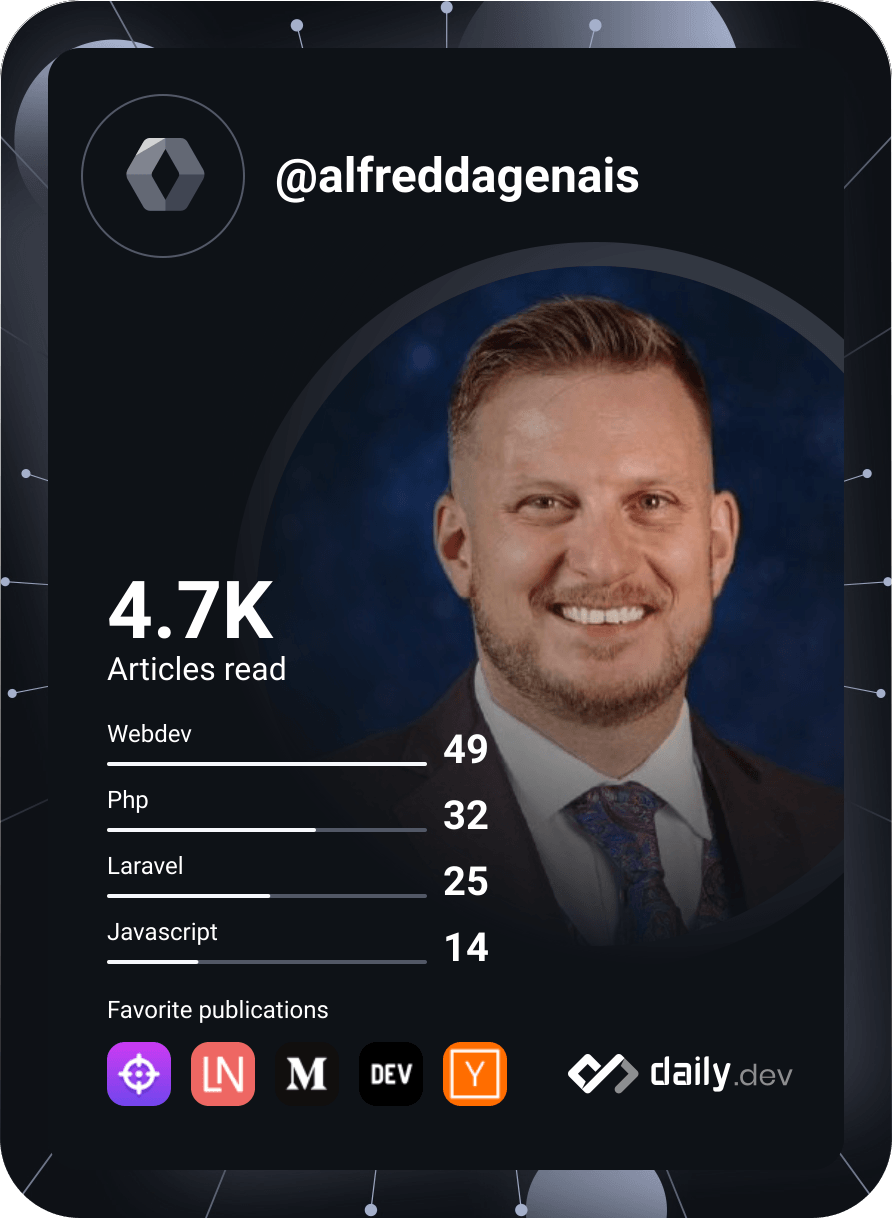 @alfreddagenais
4.7K
Articles read
Webdev
49
Php
32
Laravel
25
Javascript
14
Favorite publications
LN M DEV Y daily.dev